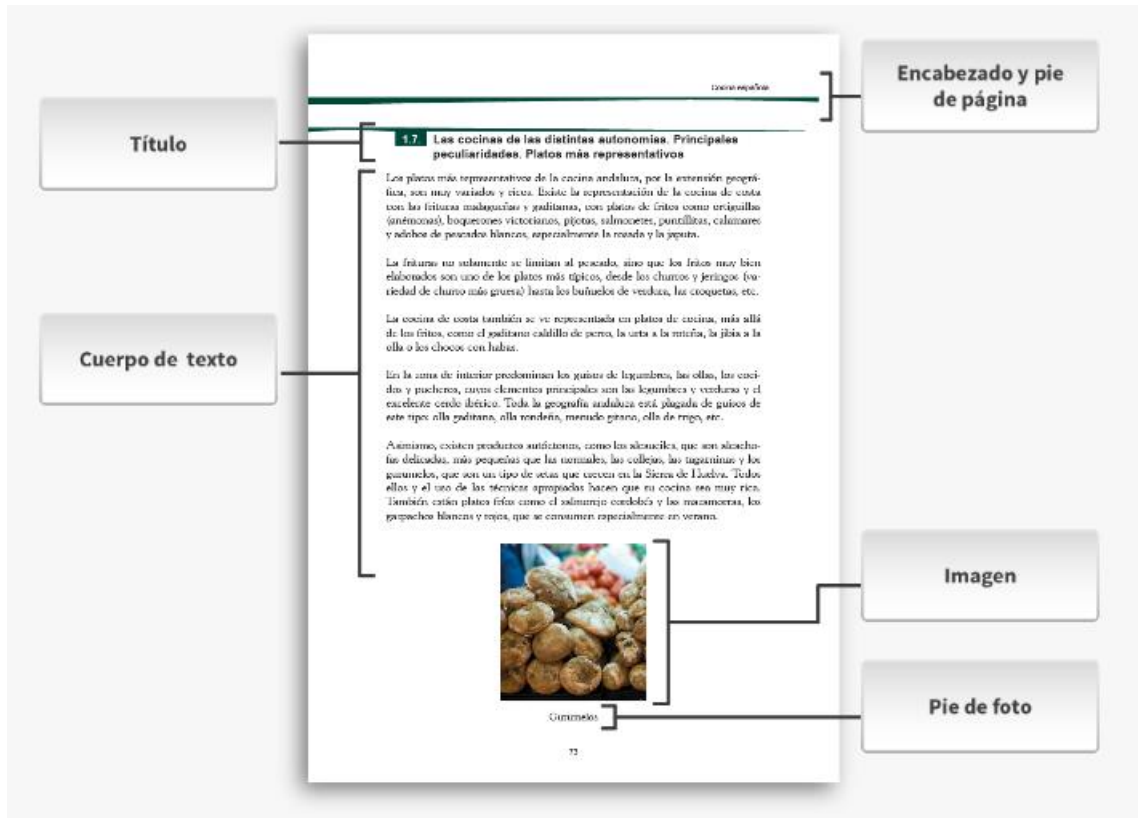 Cocina española
Encabezado y pie
de página
Título
1.7. Las cocinas de las distintas autonomías. Principales
peculiaridades. Platos más representativos
Los platos más representativos de la cocina andaluza, por la extensión geográ-
fica, son muy variados y ricos. Existe la representación de la cocina de costa
con las frituras malagueñas y gaditanas, con platos de fritos como ortiguillas
(anémonas), boquerones victorianos, pijotas, salmonetes, puntillitas, calamares
y adobos de pescados blancos, especialmente la rosada y la japuta.
La frituras no solamente se limitan al pescado, sino que los fritos muy bien
elaborados son uno de los platos más típicos, desde los churros y jeringos (va-
riedad de churro más gruesa) hasta los buñuelos de verdura, las croquetas, etc.
La cocina de costa también se ve representada en platos de cocina, más allá
de los fritos, como el gaditano caldillo de perro, la urta a la roteña, la jibia a la
olla o los chocos con habas.
Cuerpo de texto
En la zona de interior predominan los guisos de legumbres, las ollas, los coci-
dos y pucheros, cuyos elementos principales son las legumbres y verduras y el
excelente cerdo ibérico. Toda la geografía andaluza está plagada de guisos de
este tipo: olla gaditana, olla rondeña, menudo gitano, olla de trigo, etc.
Asimismo, existen productos autóctonos, como los alcauciles, que son alcacho-
fas delicadas, más pequeñas que las normales, las collejas, las tagarninas y los
gurumelos, que son un tipo de setas que crecen en la Sierra de Huelva. Todos
ellos y el uso de las técnicas apropiadas hacen que su cocina sea muy rica.
También están platos fríos como el salmorejo cordobés y las mazamorras, los
gazpachos blancos y rojos, que se consumen especialmente en verano.
Imagen
Pie de foto
Gurumelos
73